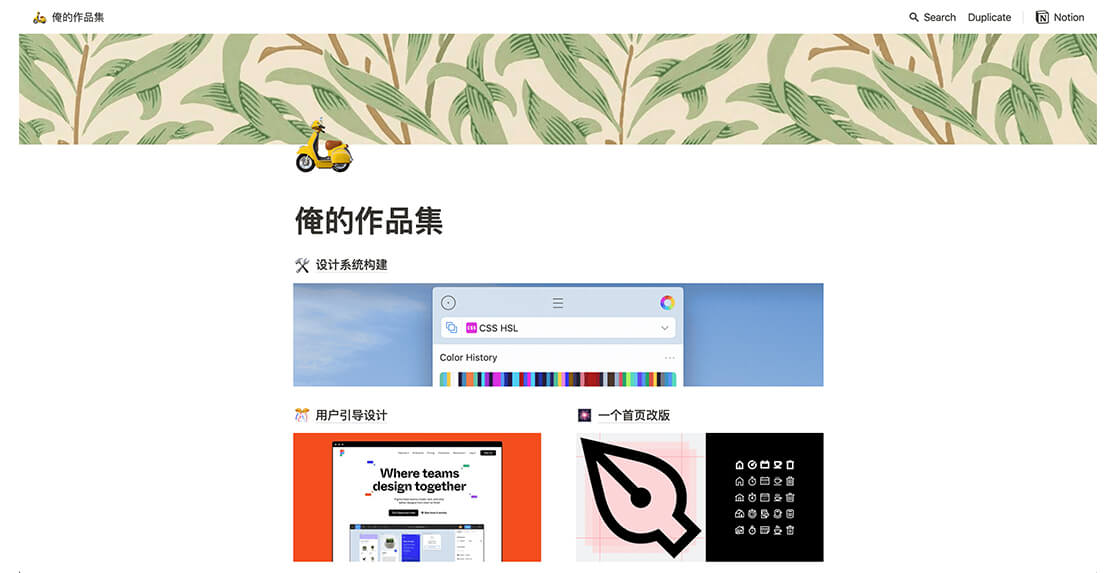 俺的作品集
Search Duplicate Notion
俺的作品集
设计系统构建
CSS HSL
Color History
用户引导设计
一个首页改版
Where teams
design together